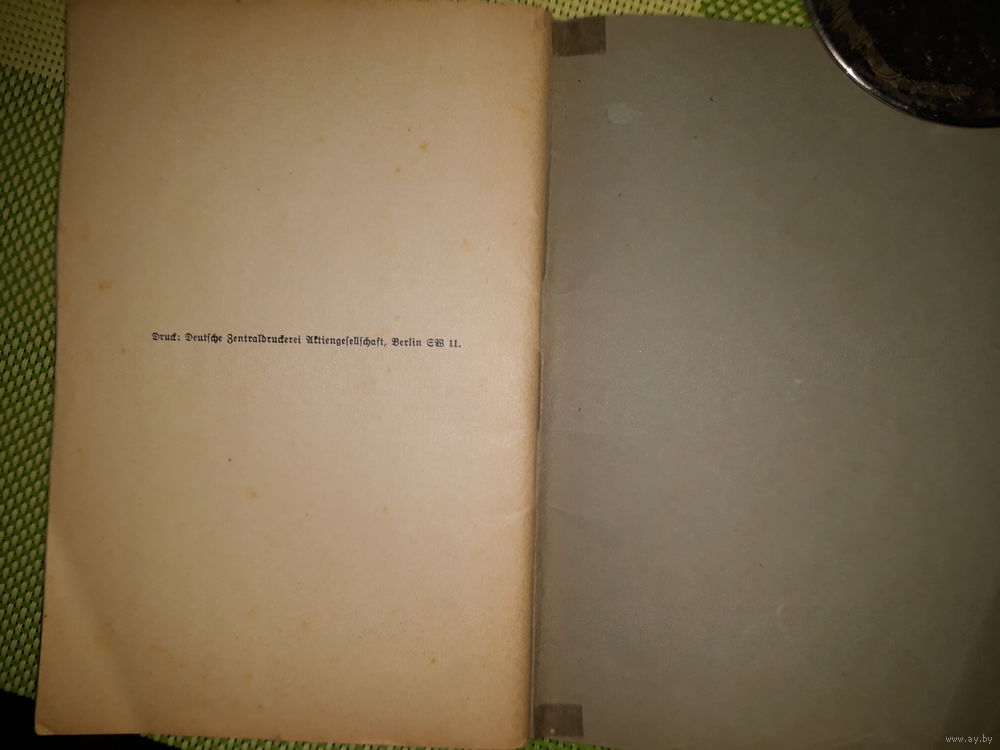 Druck: Deutsche Zentraldruckerei Aktiengesellschaft, Berlin SW 11.
www.ay.by